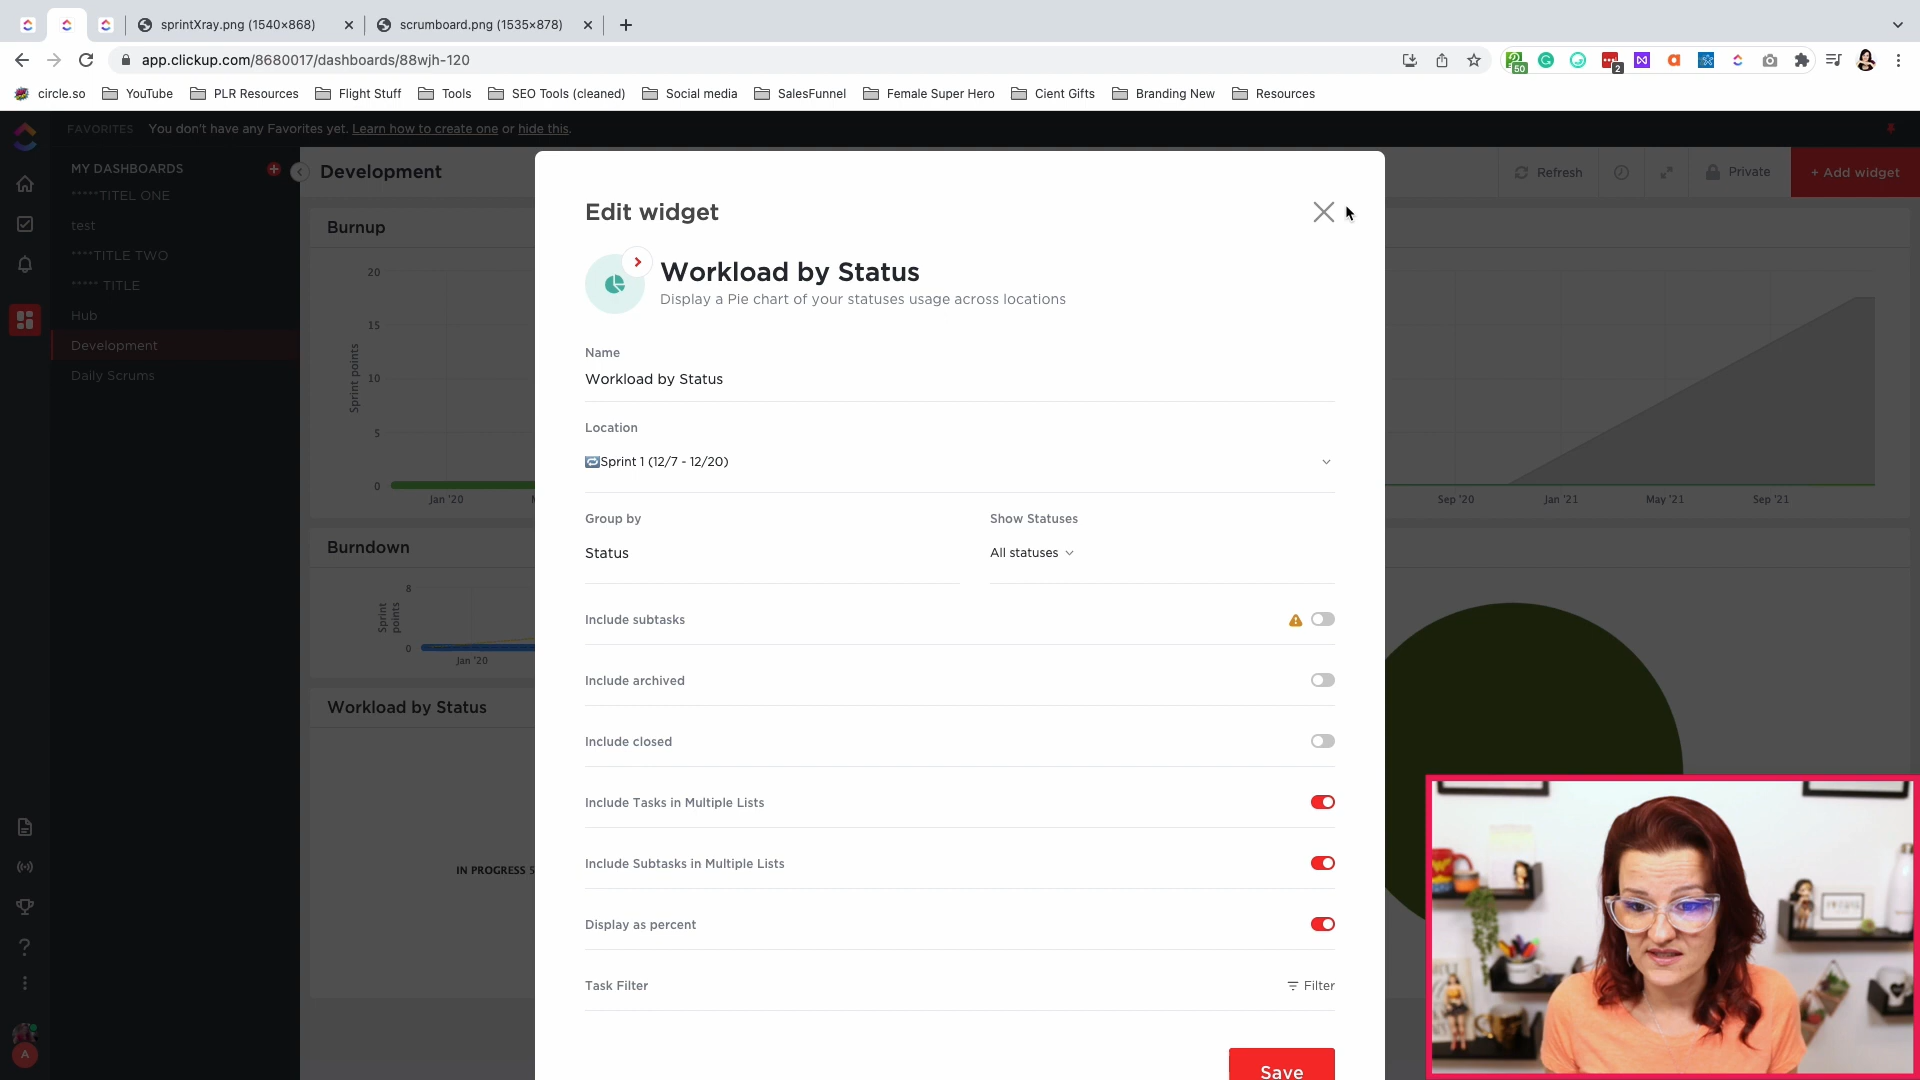 sprintXray.png (1540×868)
scrumboard.png (1535×878)
app.clickup.com/8680017/dashboards/88wjh-120
50
2
circle.so
YouTube
PLR Resources
Flight Stuff
Tools
SEO Tools (cleaned)
Social media
SalesFunnel
Female Super Hero
Cient Gifts
Branding New
Resources
FAVORITES You don't have any Favorites yet. Learn how to create one or hide this.
MY DASHBOARDS
*****TITEL ONE
test
****TITLE TWO
***** TITLE
Hub
Development
Daily Scrums
A
Development
Refresh
Private
+ Add widget
Burnup
20
15
10
5
0
Sprint points
Jan '20
Sep '20
Jan '21
May '21
Sep '21
Burndown
8
0
Sprint
points
Jan '20
Workload by Status
IN PROGRESS 5
Edit widget
Workload by Status
Display a Pie chart of your statuses usage across locations
Name
Workload by Status
Location
Sprint 1 (12/7 - 12/20)
Group by
Status
Show Statuses
All statuses
Include subtasks
Include archived
Include closed
Include Tasks in Multiple Lists
Include Subtasks in Multiple Lists
Display as percent
Task Filter
Filter
Save